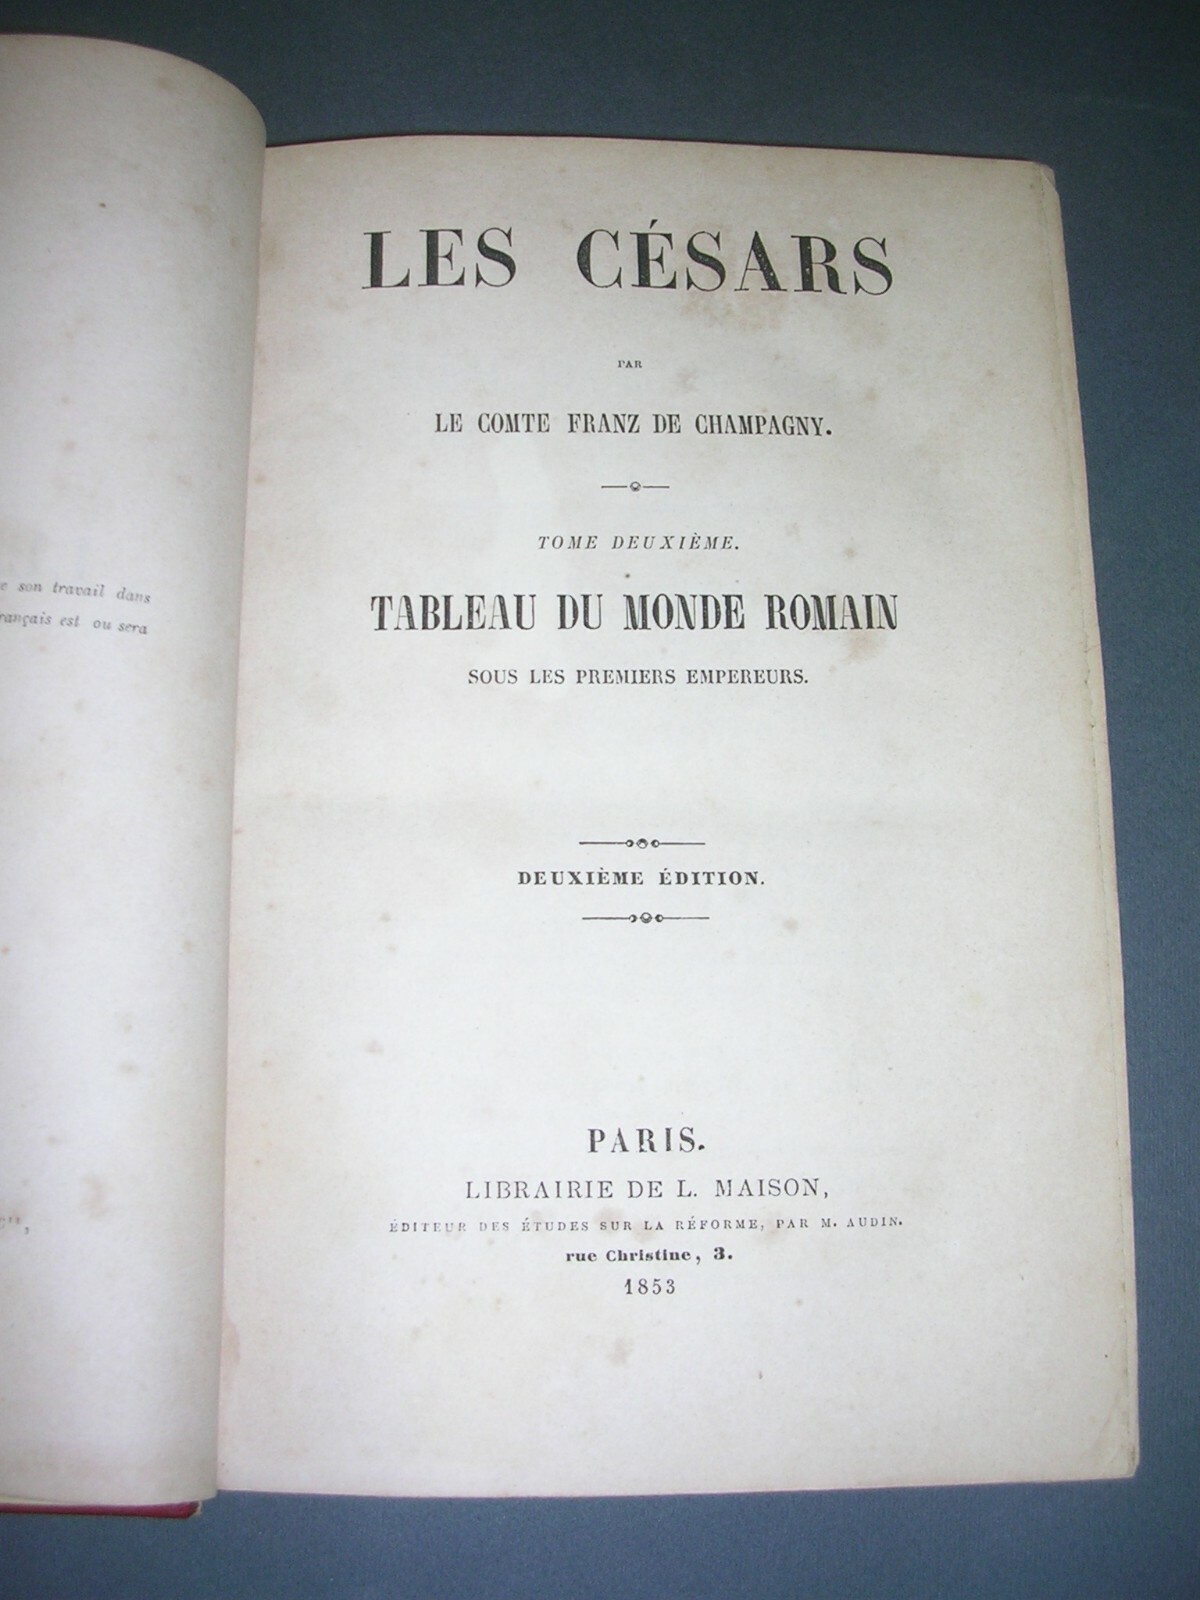 son travail dans
est ou sera
LES CÉSARS
PAR
LE COMTE FRANZ DE CHAMPAGNY.
TOME DEUXIÈME.
TABLEAU DU MONDE ROMAIN
SOUS LES PREMIERS EMPEREURS.
DEUXIÈME ÉDITION.
PARIS.
LIBRAIRIE DE L. MAISON,
ÉDITEUR DES ÉTUDES SUR LA RÉFORME, PAR M. AUDIN.
rue Christine, 3.
1853